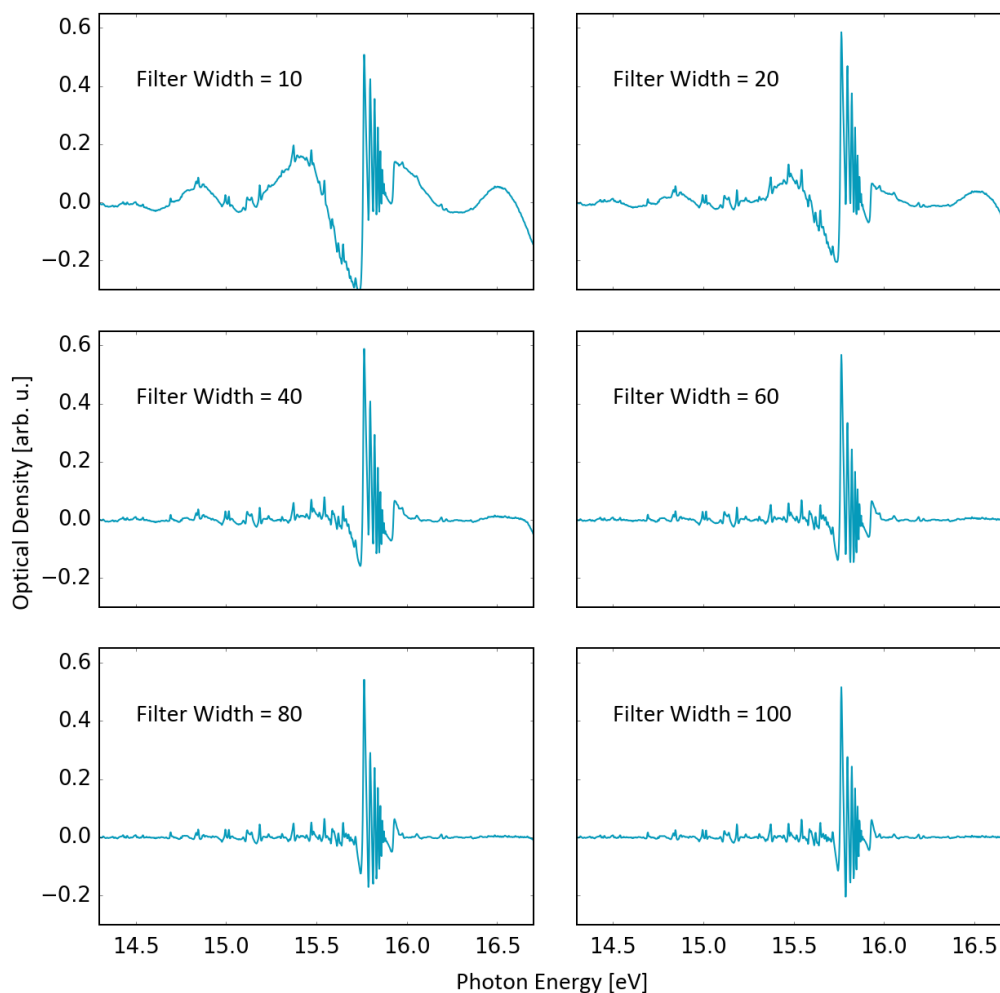 0.6
0.4
0.2
0.0
−0.2
Filter Width = 10
Filter Width = 20
0.6
0.4
0.2
0.0
−0.2
Filter Width = 40
Filter Width = 60
Optical Density [arb. u.]
0.6
0.4
0.2
0.0
−0.2
Filter Width = 80
Filter Width = 100
14.5 15.0 15.5 16.0 16.5 14.5 15.0 15.5 16.0 16.5
Photon Energy [eV]